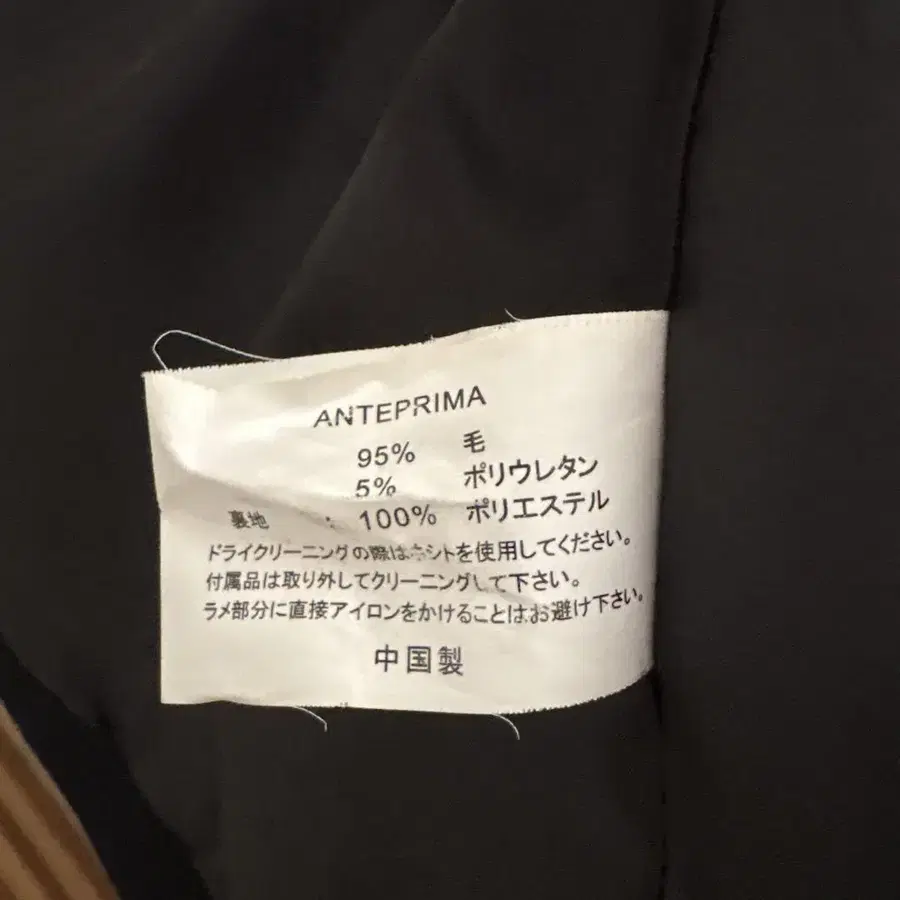 ANTEPRIMA
95% 毛
5% ポリウレタン
裏地 : 100% ポリエステル
ドライクリーニングの際はネットを使用してください。
付属品は取り外してクリーニングして下さい。
ラメ部分に直接アイロンをかけることはお避け下さい。
中国製